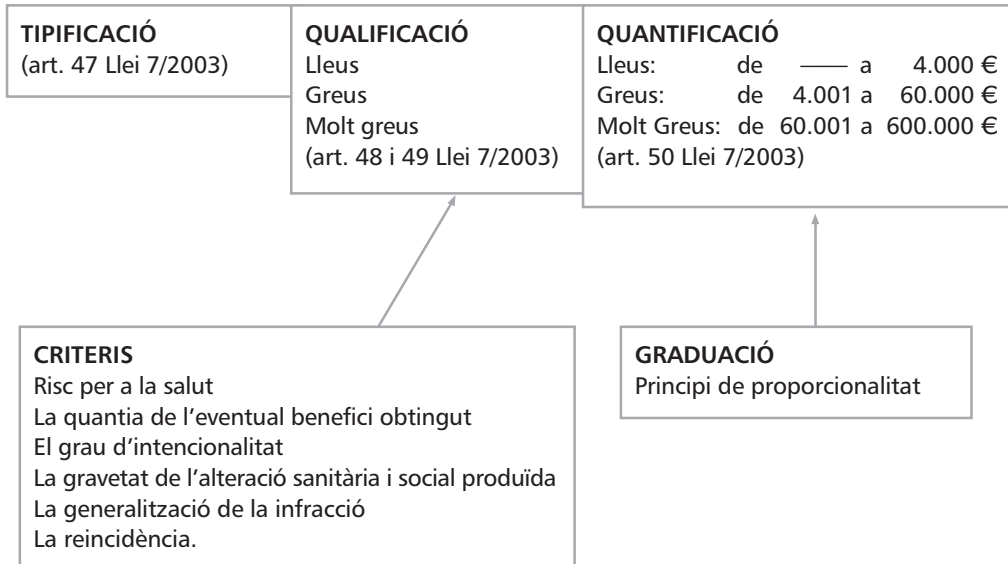 TIPIFICACIÓ
(art. 47 Llei 7/2003)
QUALIFICACIÓ
Lleus
Greus
Molt greus
(art. 48 i 49 Llei 7/2003)
QUANTIFICACIÓ
Lleus: de —— a 4.000 €
Greus: de 4.001 a 60.000 €
Molt Greus: de 60.001 a 600.000 €
(art. 50 Llei 7/2003)
CRITERIS
Risc per a la salut
La quantia de l’eventual benefici obtingut
El grau d’intencionalitat
La gravetat de l’alteració sanitària i social produïda
La generalització de la infracció
La reincidència.
GRADUACIÓ
Principi de proporcionalitat